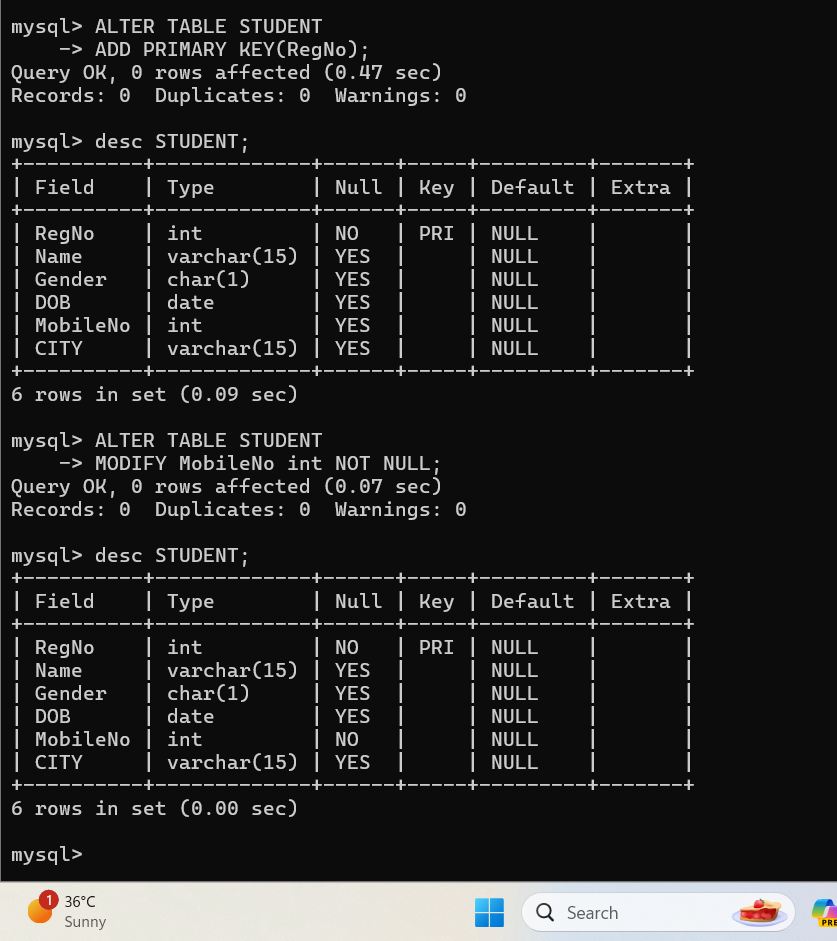 mysql> ALTER TABLE STUDENT
    -> ADD PRIMARY KEY(RegNo);
Query OK, 0 rows affected (0.47 sec)
Records: 0  Duplicates: 0  Warnings: 0

mysql> desc STUDENT;
+----------+-------------+------+-----+---------+-------+
| Field    | Type        | Null | Key | Default | Extra |
+----------+-------------+------+-----+---------+-------+
| RegNo    | int         | NO   | PRI | NULL    |       |
| Name     | varchar(15) | YES  |     | NULL    |       |
| Gender   | char(1)     | YES  |     | NULL    |       |
| DOB      | date        | YES  |     | NULL    |       |
| MobileNo | int         | YES  |     | NULL    |       |
| CITY     | varchar(15) | YES  |     | NULL    |       |
+----------+-------------+------+-----+---------+-------+
6 rows in set (0.09 sec)

mysql> ALTER TABLE STUDENT
    -> MODIFY MobileNo int NOT NULL;
Query OK, 0 rows affected (0.07 sec)
Records: 0  Duplicates: 0  Warnings: 0

mysql> desc STUDENT;
+----------+-------------+------+-----+---------+-------+
| Field    | Type        | Null | Key | Default | Extra |
+----------+-------------+------+-----+---------+-------+
| RegNo    | int         | NO   | PRI | NULL    |       |
| Name     | varchar(15) | YES  |     | NULL    |       |
| Gender   | char(1)     | YES  |     | NULL    |       |
| DOB      | date        | YES  |     | NULL    |       |
| MobileNo | int         | NO   |     | NULL    |       |
| CITY     | varchar(15) | YES  |     | NULL    |       |
+----------+-------------+------+-----+---------+-------+
6 rows in set (0.00 sec)

mysql>
1
36°C
Sunny
Search
PRE